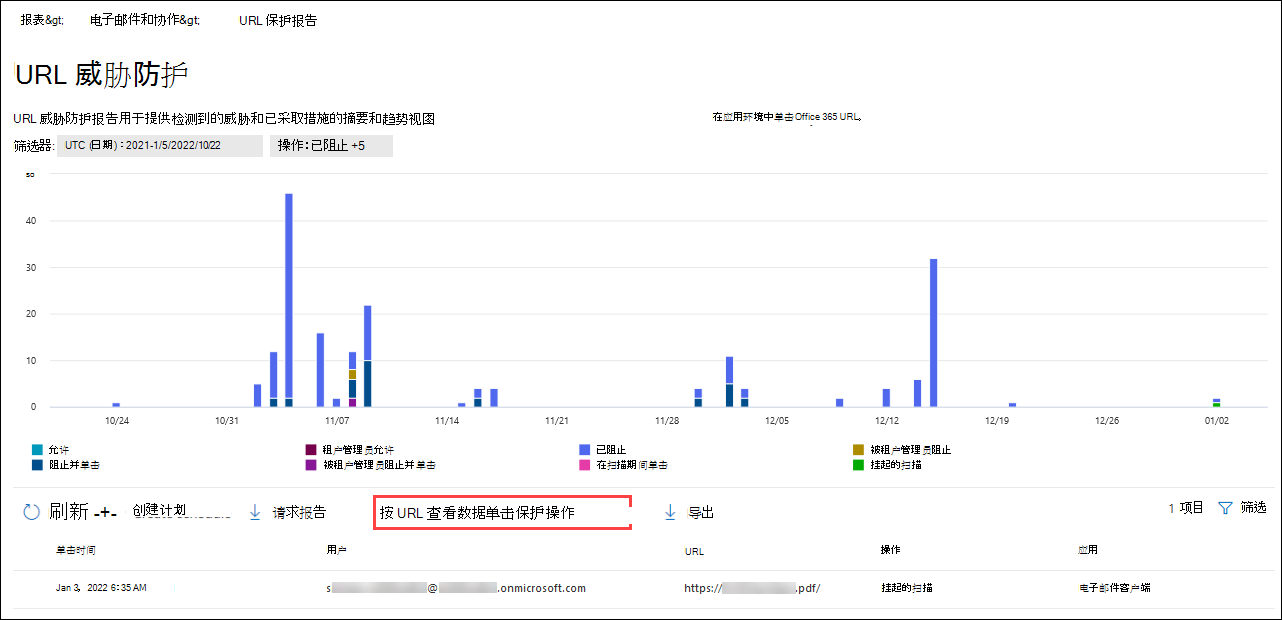 报表&gt; 电子邮件和协作&gt; URL 保护报告
URL 威胁防护
URL 威胁防护报告用于提供检测到的威胁和已采取措施的摘要和趋势视图 在应用环境中单击Office 365 URL。
筛选器: UTC (日期)：2021-1/5/2022/10/22 操作：已阻止 +5
50
40
30
20
10
0
10/24 10/31 11/07 11/14 11/21 11/28 12/05 12/12 12/19 12/26 01/02
允许 租户管理员允许 已阻止 被租户管理员阻止
阻止并单击 被租户管理员阻止并单击 在扫描期间单击 挂起的扫描
刷新 -+- 创建计划 请求报告 按 URL 查看数据单击保护操作 导出 1 项目 筛选
单击时间 用户 URL 操作 应用
Jan 3, 2022 6:35 AM s @ .onmicrosoft.com https:// .pdf/ 挂起的扫描 电子邮件客户端